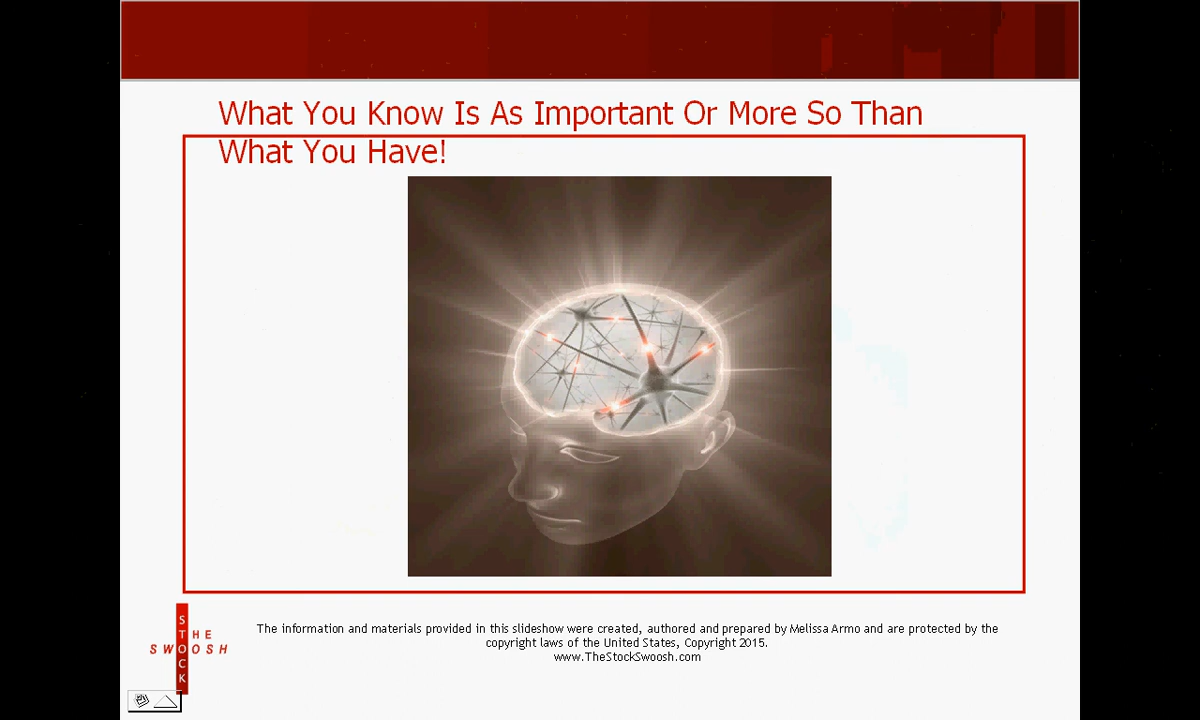 What You Know Is As Important Or More So Than
What You Have!
THE
SWOOSH
STOCK
The information and materials provided in this slideshow were created, authored and prepared by Melissa Armo and are protected by the
copyright laws of the United States, Copyright 2015.
www.TheStockSwoosh.com